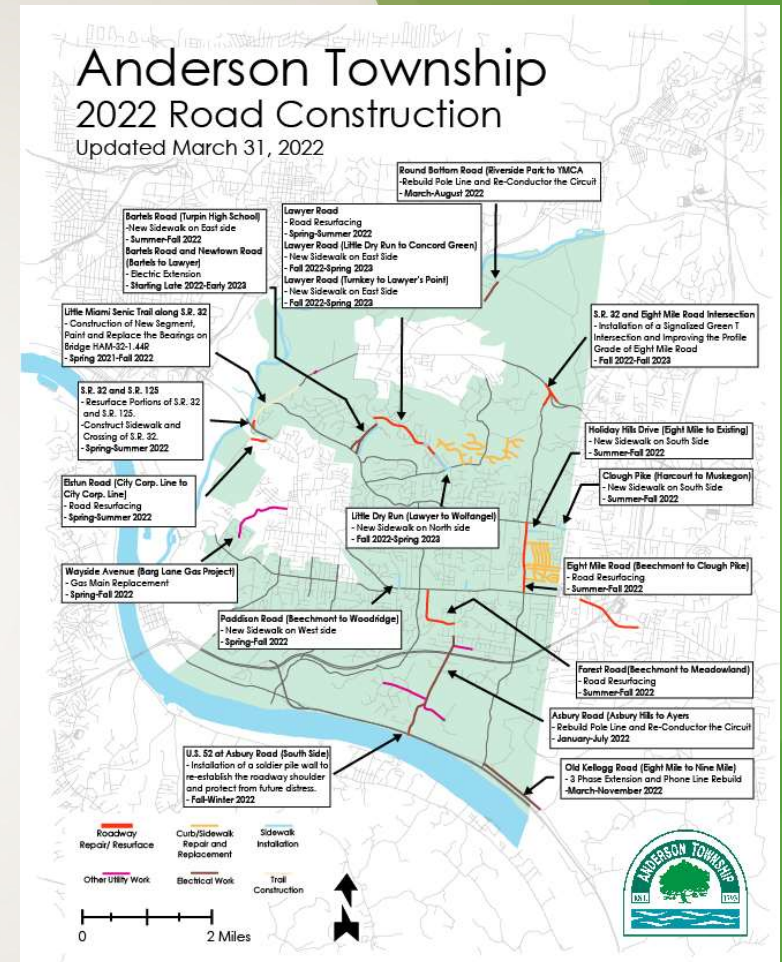 Anderson Township
2022 Road Construction
Updated March 31, 2022
Round Bottom Road (Riverside Park to YMCA
-Rebuild Pole Line and Re-Conductor the Circuit
- March-August 2022
Bartels Road (Turpin High School)
-New Sidewalk on East side
- Summer-Fall 2022
Bartels Road and Newtown Road
(Bartels to Lawyer)
- Electric Extension
- Starting Late 2022-Early 2023
Lawyer Road
- Road Resurfacing
- Spring-Summer 2022
Lawyer Road (Little Dry Run to Concord Green)
- New Sidewalk on East Side
- Fall 2022-Spring 2023
Lawyer Road (Turnkey to Lawyer's Point)
- New Sidewalk on East Side
- Fall 2022-Spring 2023
Little Miami Senic Trail along S.R. 32
- Construction of New Segment,
Paint and Replace the Bearings on
Bridge HAM-32-1.44R
- Spring 2021-Fall 2022
S.R. 32 and Eight Mile Road Intersection
- Installation of a Signalized Green T
Intersection and Improving the Profile
Grade of Eight Mile Road
- Fall 2022-Fall 2023
S.R. 32 and S.R. 125
- Resurface Portions of S.R. 32
and S.R. 125.
-Construct Sidewalk and
Crossing of S.R. 32.
- Spring-Summer 2022
Holiday Hills Drive (Eight Mile to Existing)
- New Sidewalk on South Side
- Summer-Fall 2022
Clough Pike (Harcourt to Muskegon)
- New Sidewalk on South Side
- Summer-Fall 2022
Elstun Road (City Corp. Line to
City Corp. Line)
- Road Resurfacing
- Spring-Summer 2022
Little Dry Run (Lawyer to Wolfangel)
- New Sidewalk on North side
- Fall 2022-Spring 2023
Wayside Avenue (Barg Lane Gas Project)
- Gas Main Replacement
- Spring-Fall 2022
Eight Mile Road (Beechmont to Clough Pike)
- Road Resurfacing
- Summer-Fall 2022
Paddison Road (Beechmont to Woodridge)
- New Sidewalk on West side
- Spring-Fall 2022
Forest Road(Beechmont to Meadowland)
- Road Resurfacing
- Summer-Fall 2022
Asbury Road (Asbury Hills to Ayers
- Rebuild Pole Line and Re-Conductor the Circuit
- January-July 2022
U.S. 52 at Asbury Road (South Side)
- Installation of a soldier pile wall to
re-establish the roadway shoulder
and protect from future distress.
- Fall-Winter 2022
Old Kellogg Road (Eight Mile to Nine Mile)
- 3 Phase Extension and Phone Line Rebuild
-March-November 2022
Roadway
Repair/ Resurface
Curb/Sidewalk
Repair and
Replacement
Sidewalk
Installation
Other Utility Work
Electrical Work
Trail
Construction
0
2 Miles
N
ANDERSON TOWNSHIP
EST.
1793